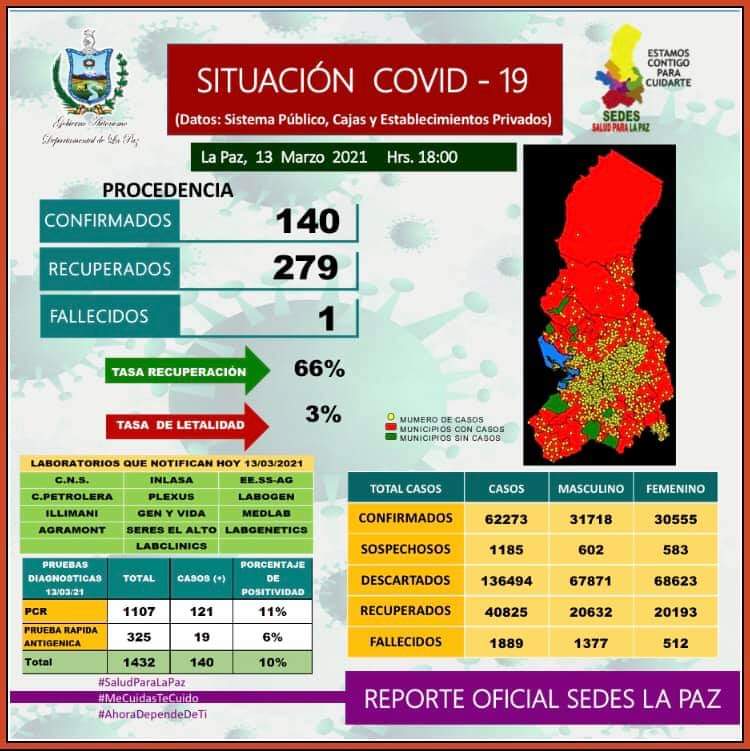 Gobierno Autónomo
Departamental de La Paz
SITUACIÓN COVID - 19
(Datos: Sistema Público, Cajas y Establecimientos Privados)
ESTAMOS
CONTIGO
PARA
CUIDARTE
SEDES
SALUD PARA LA PAZ
La Paz, 13 Marzo 2021 Hrs. 18:00
PROCEDENCIA
CONFIRMADOS 140
RECUPERADOS 279
FALLECIDOS 1
TASA RECUPERACIÓN 66%
TASA DE LETALIDAD 3%
MUMERO DE CASOS
MUNICIPIOS CON CASOS
MUNICIPIOS SIN CASOS
LABORATORIOS QUE NOTIFICAN HOY 13/03/2021
C.N.S. INLASA EE.SS-AG
C.PETROLERA PLEXUS LABOGEN
ILLIMANI GEN Y VIDA MEDLAB
AGRAMONT SERES EL ALTO LABGENETICS
LABCLINICS
PRUEBAS
DIAGNOSTICAS
13/03/21
TOTAL
CASOS (+)
PORCENTAJE
DE
POSITIVIDAD
PCR 1107 121 11%
PRUEBA RAPIDA
ANTIGENICA
325 19 6%
Total 1432 140 10%
TOTAL CASOS CASOS MASCULINO FEMENINO
CONFIRMADOS 62273 31718 30555
SOSPECHOSOS 1185 602 583
DESCARTADOS 136494 67871 68623
RECUPERADOS 40825 20632 20193
FALLECIDOS 1889 1377 512
#SaludParaLaPaz
#MeCuidasTeCuido
#AhoraDependeDeTi
REPORTE OFICIAL SEDES LA PAZ